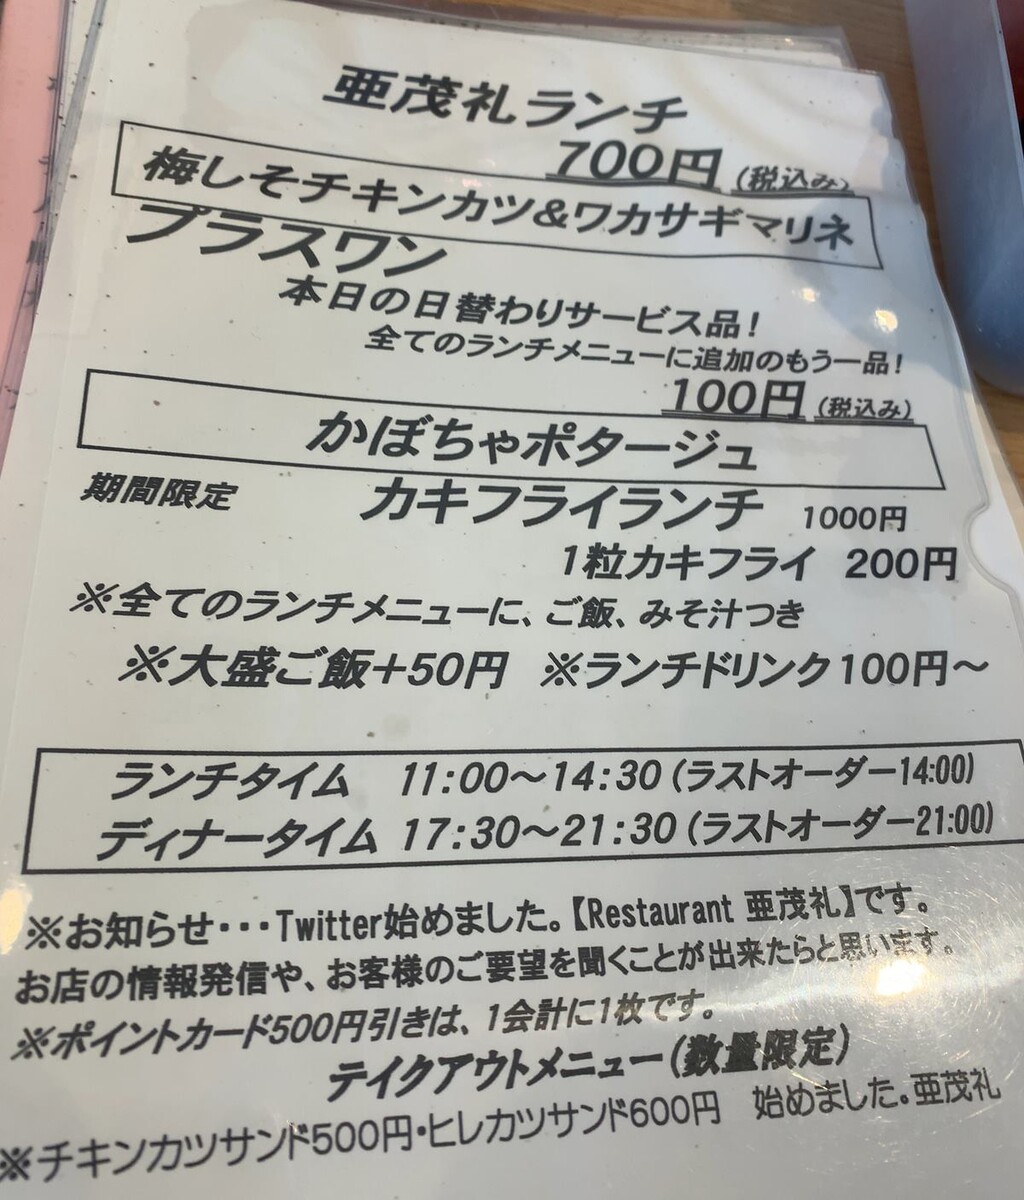 亜茂礼ランチ
700円(税込み)
梅しそチキンカツ&ワカサギマリネ
プラスワン
本日の日替わりサービス品!
全てのランチメニューに追加のもう一品!
100円(税込み)
かぼちゃポタージュ
期間限定 カキフライランチ 1000円
1粒カキフライ 200円
※全てのランチメニューに、ご飯、みそ汁つき
※大盛ご飯+50円 ※ランチドリンク100円~
ランチタイム 11:00~14:30(ラストオーダー14:00)
ディナータイム 17:30~21:30(ラストオーダー21:00)
※お知らせ・・・Twitter始めました。【Restaurant 亜茂礼】です。
お店の情報発信や、お客様のご要望を聞くことが出来たらと思います。
※ポイントカード500円引きは、1会計に1枚です。
テイクアウトメニュー(数量限定)
※チキンカツサンド500円・ヒレカツサンド600円 始めました。亜茂礼